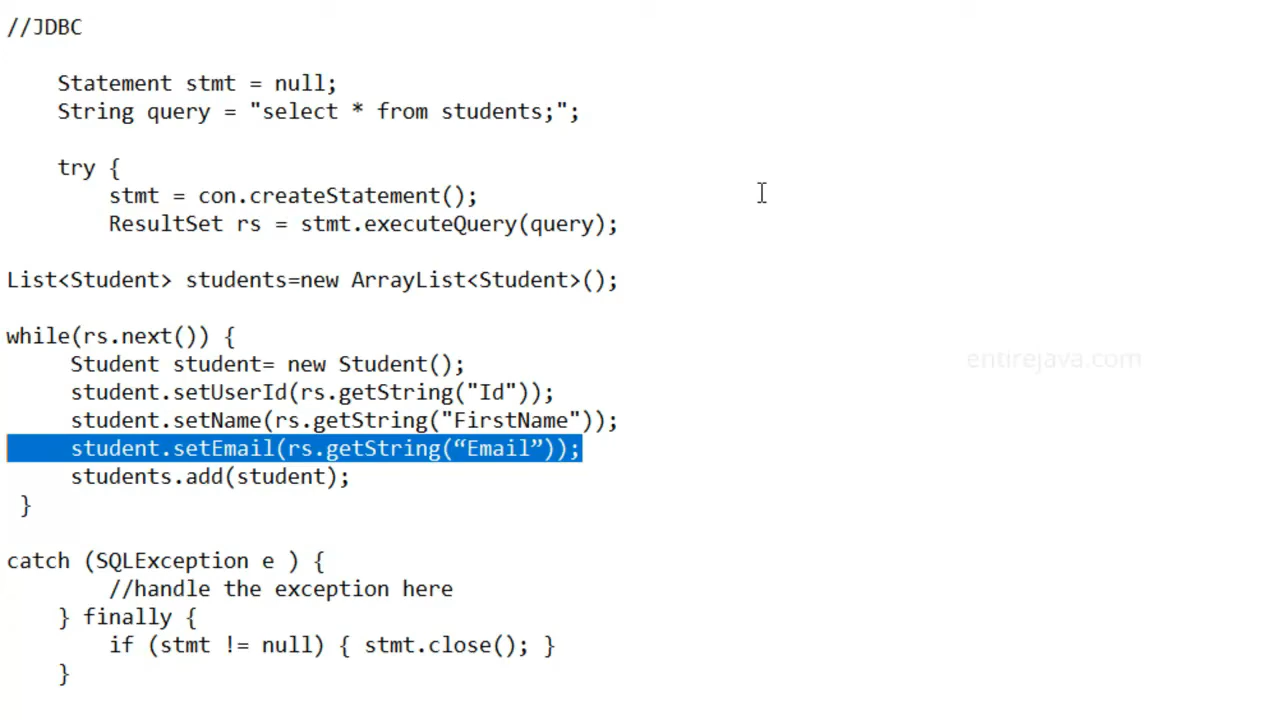 //JDBC
Statement stmt = null;
String query = "select * from students;";
try {
stmt = con.createStatement();
ResultSet rs = stmt.executeQuery(query);
List<Student> students=new ArrayList<Student>();
while(rs.next()) {
entirejava.com
Student student= new Student();
student.setUserId(rs.getString("Id"));
student.setName(rs.getString("FirstName"));
student.setEmail(rs.getString(“Email”));
students.add(student);
}
catch (SQLException e ) {
//handle the exception here
} finally {
if (stmt != null) { stmt.close(); }
}